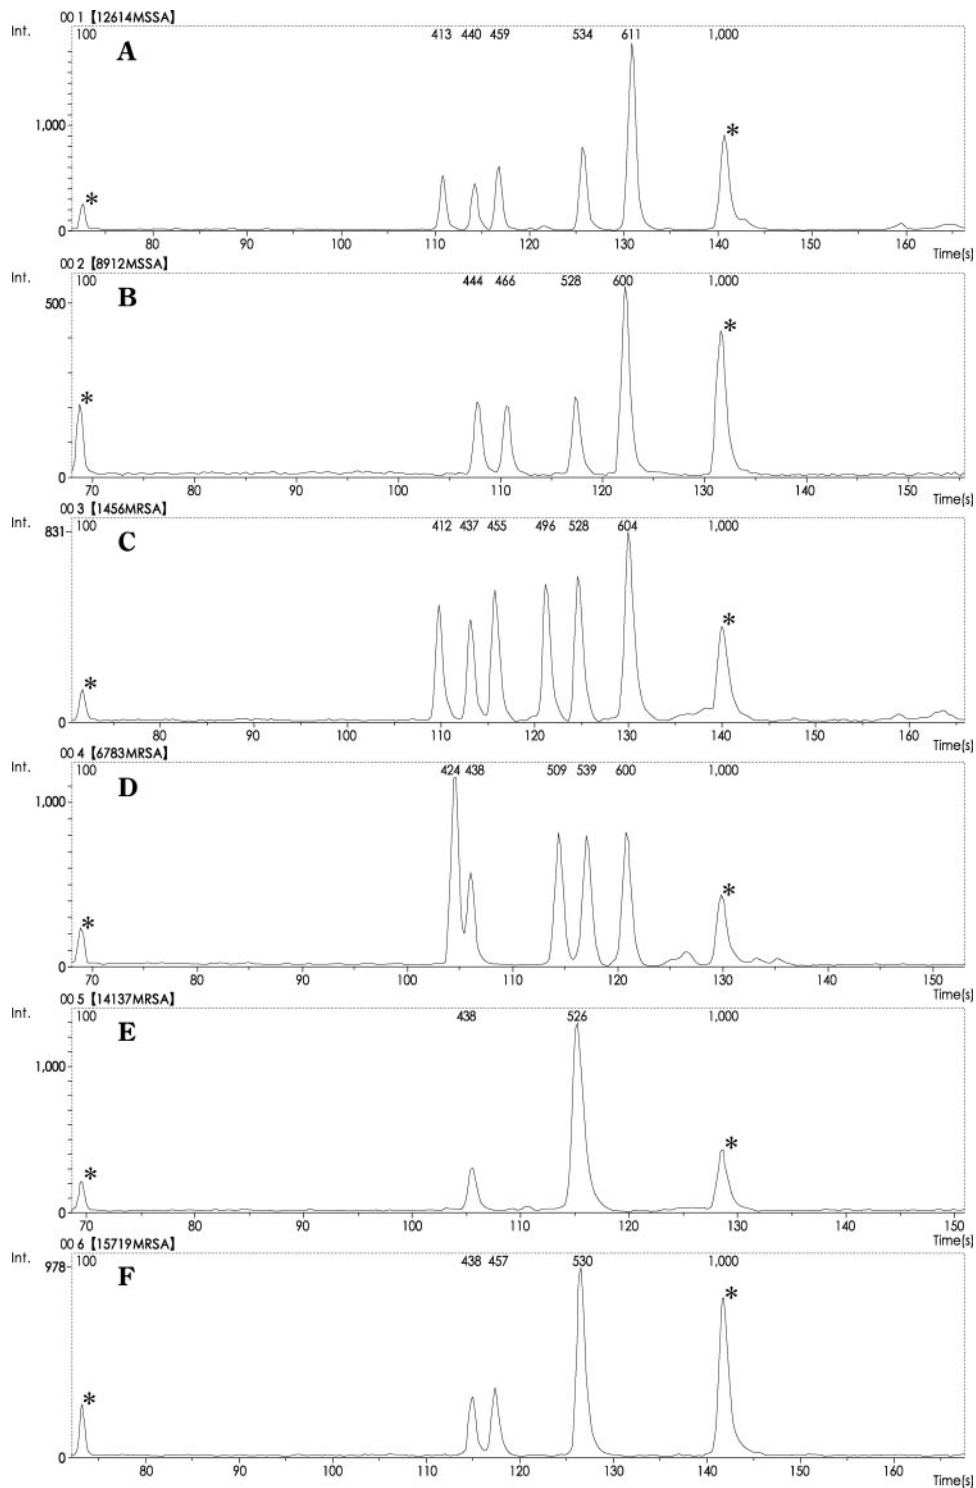 00 1【12614MSSA】
Int. 100 413 440 459 534 611 1,000
A
*
*
1,000
0
80 90 100 110 120 130 140 150 160
Time(s)
00 2【8912MSSA】
Int. 100 444 466 528 600 1,000
B
500
*
*
0
70 80 90 100 110 120 130 140 150
Time(s)
00 3【1456MRSA】
Int. 100 412 437 455 496 528 604 1,000
831
C
*
*
0
80 90 100 110 120 130 140 150 160
Time(s)
00 4【6783MRSA】
Int. 100 424 438 509 539 600 1,000
D
1,000
*
*
0
70 80 90 100 110 120 130 140 150
Time(s)
00 5【14137MRSA】
Int. 100 438 526 1,000
E
1,000
*
*
0
70 80 90 100 110 120 130 140 150
Time(s)
00 6【15719MRSA】
Int. 100 438 457 530 1,000
978
F
*
*
0
80 90 100 110 120 130 140 150 160
Time(s)